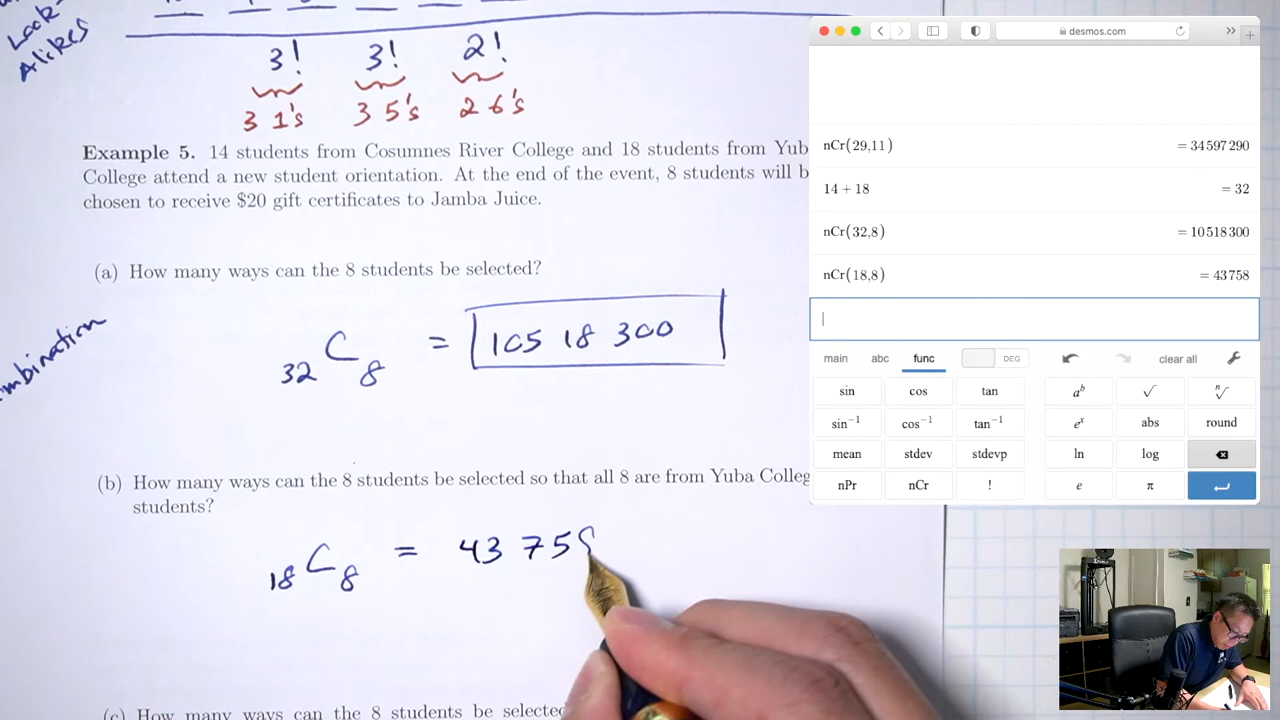 Look-
Alikes
3! 3! 2!
3 1's 3 5's 2 6's
Example 5. 14 students from Cosumnes River College and 18 students from Yub
College attend a new student orientation. At the end of the event, 8 students will b
chosen to receive $20 gift certificates to Jamba Juice.
(a) How many ways can the 8 students be selected?
mbination
32 C 8 = 105 18 300
(b) How many ways can the 8 students be selected so that all 8 are from Yuba Colleg
students?
18 C 8 = 43 758
(c) How many ways can the 8 students be selected
desmos.com
nCr(29,11) = 34597290
14 + 18 = 32
nCr(32,8) = 10518300
nCr(18,8) = 43758
main abc func DEG clear all
sin cos tan a^b √ ⁿ√
sin⁻¹ cos⁻¹ tan⁻¹ eˣ abs round
mean stdev stdevp ln log
nPr nCr ! e π